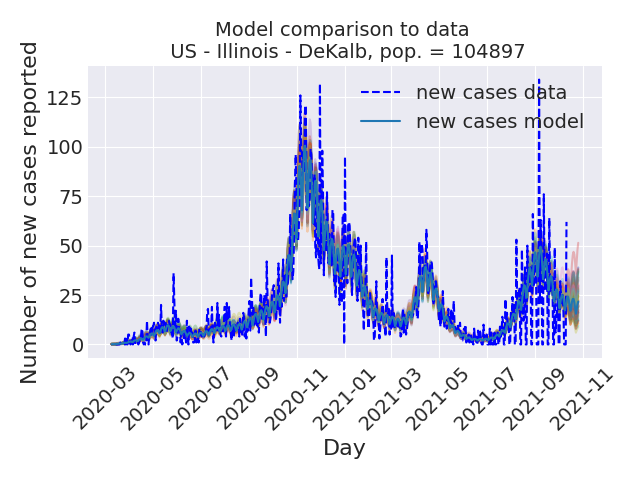 Model comparison to data
US - Illinois - DeKalb, pop. = 104897
Number of new cases reported
125
100
75
50
25
0
new cases data
new cases model
2020-03
2020-05
2020-07
2020-09
2020-11
2021-01
2021-03
2021-05
2021-07
2021-09
2021-11
Day